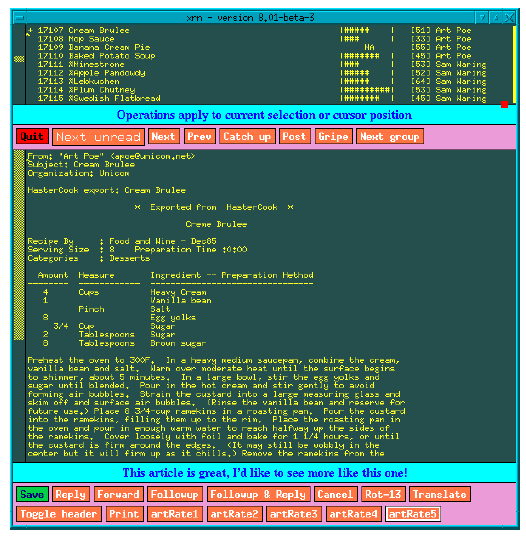 xrn - version 8.01-beta-3
+ 17107 Cream Brulee |##### | [51] Art Poe
17108 Mop Sauce |### | [33] Art Poe
17109 Banana Cream Pie NA [55] Art Poe
17110 Baked Potato Soup |####### | [45] Art Poe
17111 %Minestrone |### | [53] Sam Waring
17112 %Apple Pandowdy |##### | [52] Sam Waring
17113 %Lebkuchen |##### | [64] Sam Waring
17114 %Plum Chutney |##########| [53] Sam Waring
17115 %Swedish Flatbread |####### | [45] Sam Waring
Operations apply to current selection or cursor position
Quit Next unread Next Prev Catch up Post Gripe Next group
From: "Art Poe" <apoe@unicom.net>
Subject: Cream Brulee
Organization: Unicom
MasterCook export: Cream Brulee
* Exported from MasterCook *
Creme Brulee
Recipe By : Food and Wine - Dec85
Serving Size : 8 Preparation Time :0:00
Categories : Desserts
Amount Measure Ingredient -- Preparation Method
-------- ------------ --------------------------------
4 Cups Heavy Cream
1 Vanilla bean
Pinch Salt
8 Egg yolks
3/4 Cup Sugar
2 Tablespoons Sugar
8 Tablespoons Brown sugar
Preheat the oven to 300F. In a heavy medium saucepan, combine the cream,
vanilla bean and salt. Warm over moderate heat until the surface begins
to shimmer, about 5 minutes. In a large bowl, stir the egg yolks and
sugar until blended. Pour in the hot cream and stir gently to avoid
forming air bubbles. Strain the custard into a large measuring glass and
skim off and surface air bubbles. (Rinse the vanilla bean and reserve for
future use.) Place 8 3/4-cup ramekins in a roasting pan. Pour the custard
into the ramekins, filling them up to the rim. Place the roasting pan in
the oven and pour in enough warm water to reach halfway up the sides of
the ramekins. Cover loosely with foil and bake for 1 1/4 hours, or until
the custard is firm around the edges. (It may still be wobbly in the
center but it will firm up as it chills.) Remove the ramekins from the
This article is great, I'd like to see more like this one!
Save Reply Forward Followup Followup & Reply Cancel Rot-13 Translate
Toggle header Print artRate1 artRate2 artRate3 artRate4 artRate5